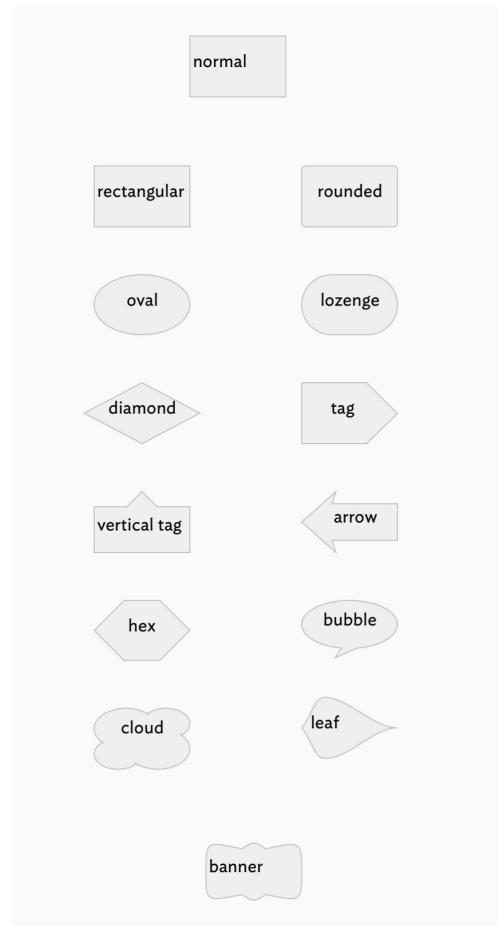 normal
rectangular
rounded
oval
lozenge
diamond
tag
vertical tag
arrow
hex
bubble
cloud
leaf
banner